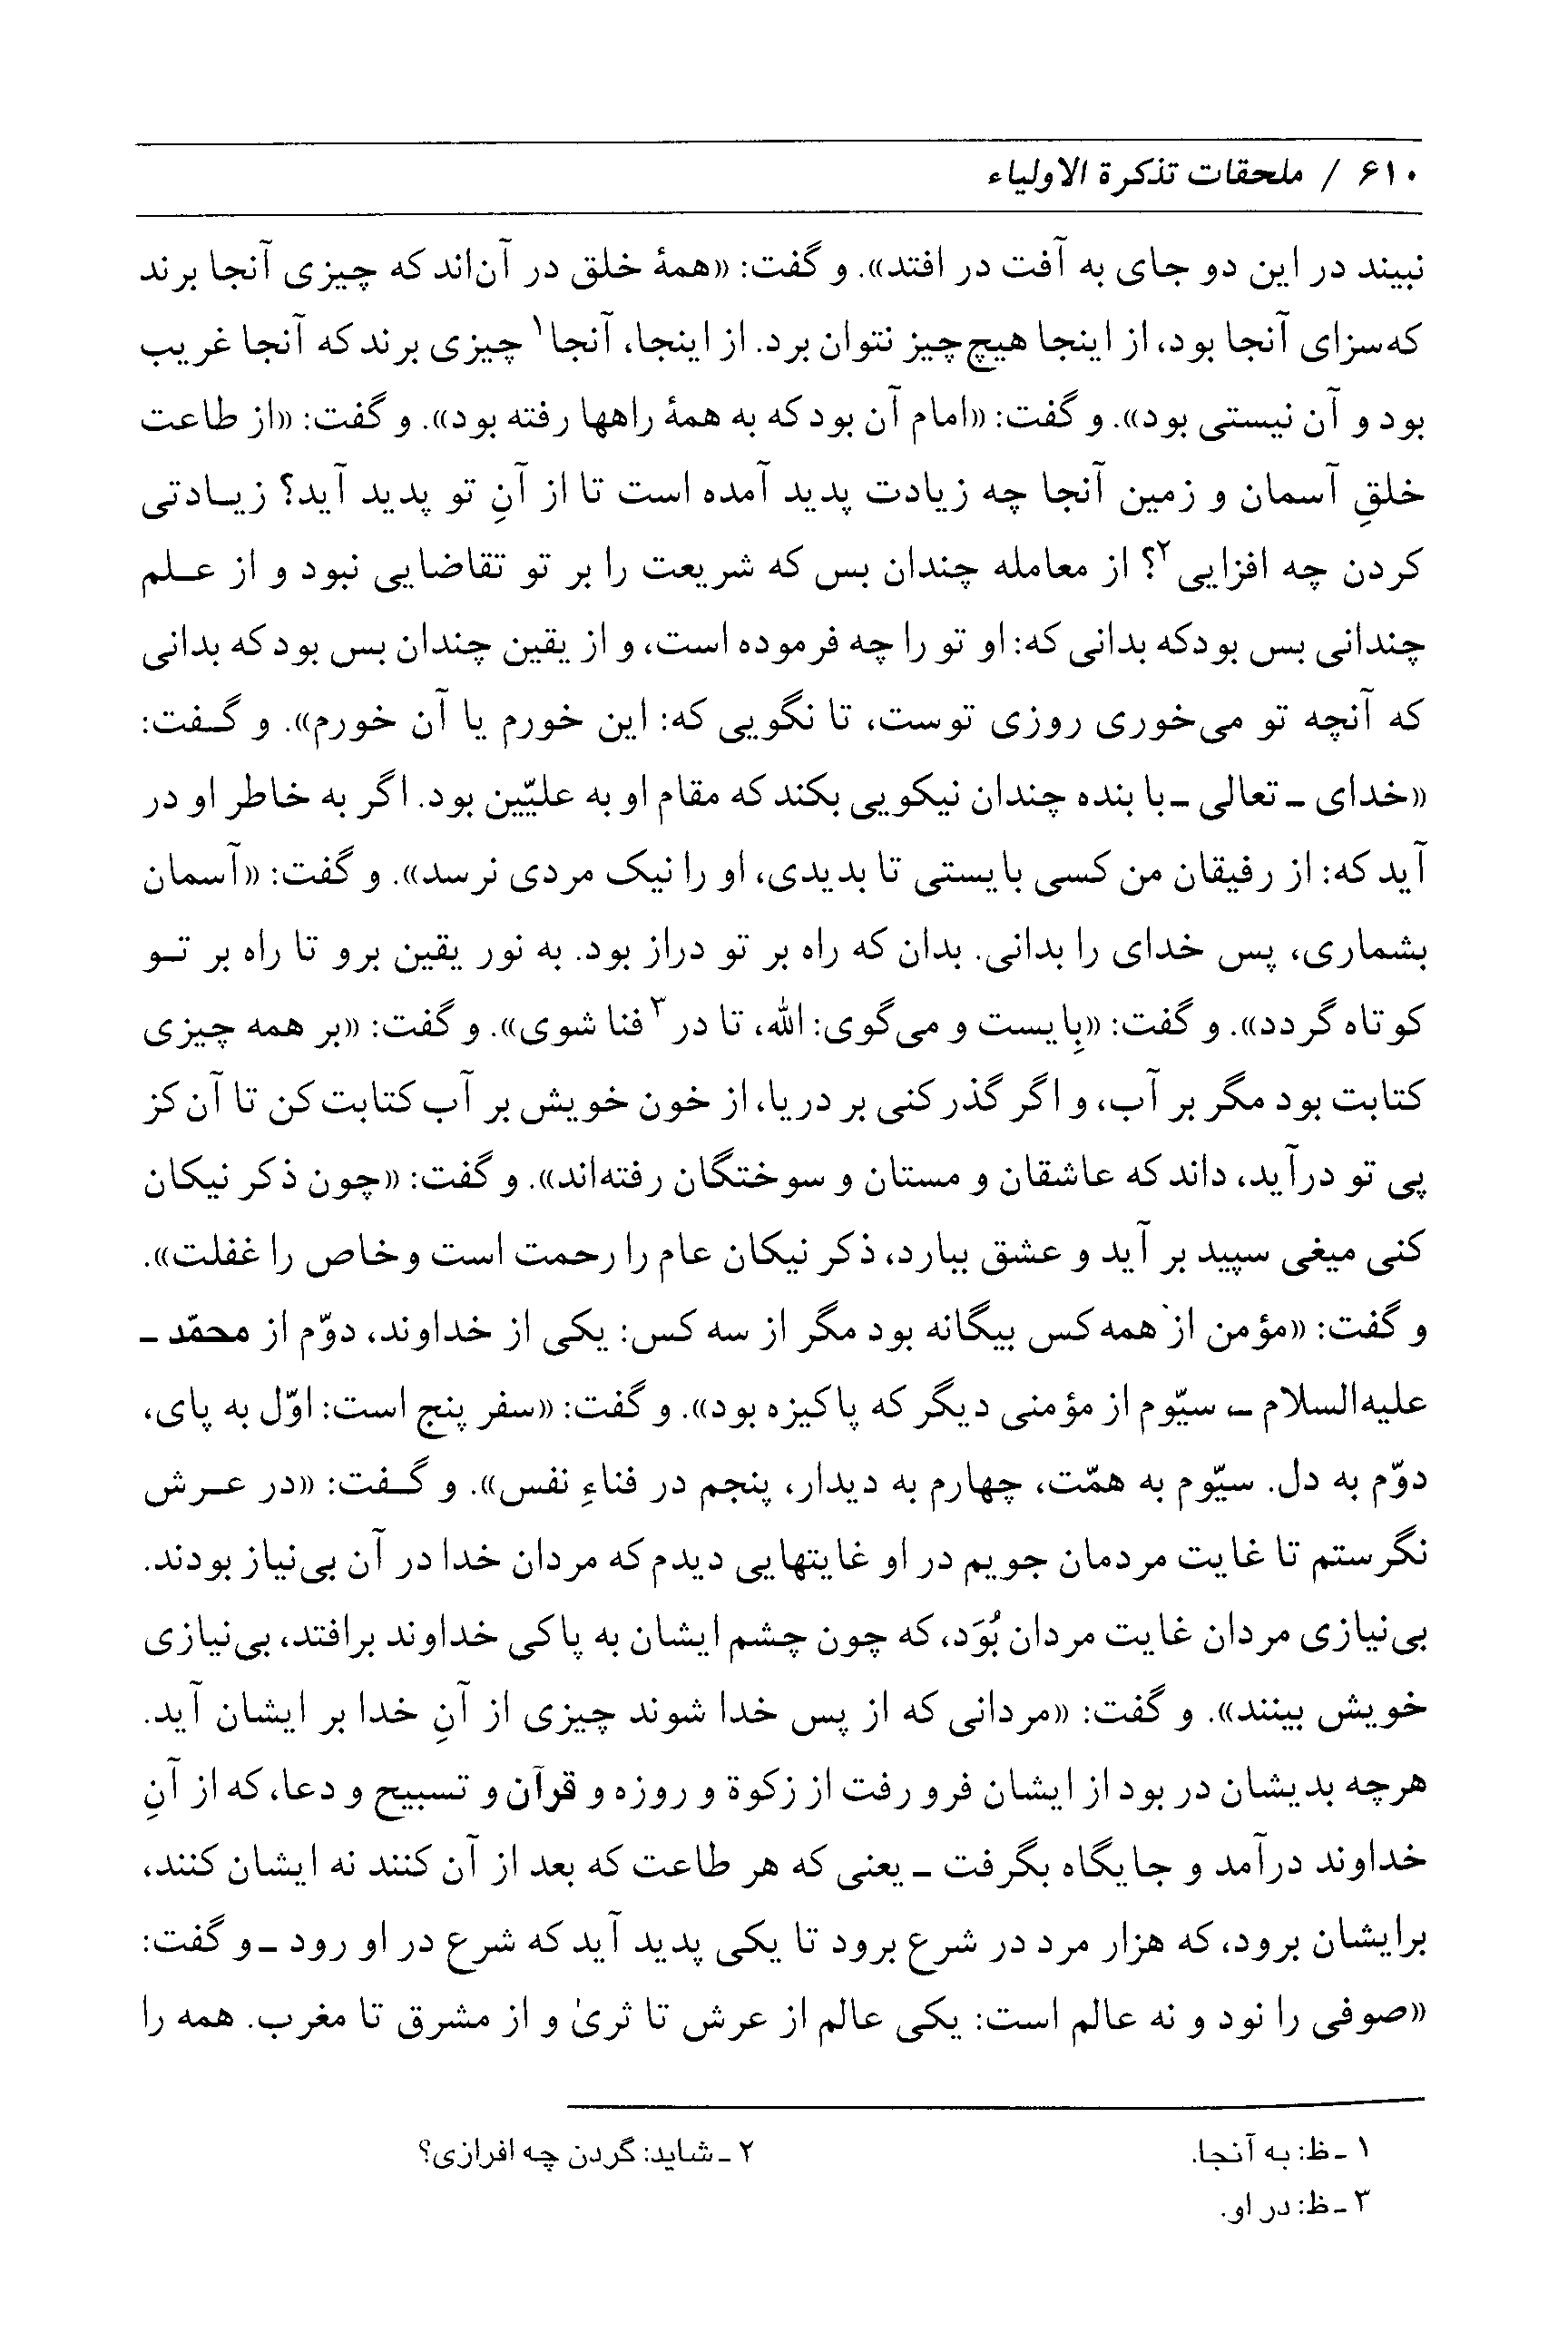 ۶۱۰ / ملحقات تذکرة الاولیاء
نبیند در این دو جای به آفت در افتد». و گفت: «همهٔ خلق در آن‌اند که چیزی آنجا برند
که سزای آنجا بود، از اینجا هیچ چیز نتوان برد. از اینجا، آنجا۱ چیزی برند که آنجا غریب
بود و آن نیستی بود». و گفت: «امام آن بود که به همهٔ راهها رفته بود». و گفت: «از طاعت
خلقِ آسمان و زمین آنجا چه زیادت پدید آمده است تا از آنِ تو پدید آید؟ زیـادتی
کردن چه افزایی۲؟ از معامله چندان بس که شریعت را بر تو تقاضایی نبود و از عـلم
چندانی بس بود که بدانی که: او تو را چه فرموده است، و از یقین چندان بس بود که بدانی
که آنچه تو می‌خوری روزی توست، تا نگویی که: این خورم یا آن خورم». و گـفت:
«خدای ـ تعالی ـ با بنده چندان نیکویی بکند که مقام او به علیّیین بود. اگر به خاطر او در
آید که: از رفیقان من کسی بایستی تا بدیدی، او را نیک مردی نرسد». و گفت: «آسمان
بشماری، پس خدای را بدانی. بدان که راه بر تو دراز بود. به نور یقین برو تا راه بر تـو
کوتاه گردد». و گفت: «بِایست و می‌گوی: الله، تا در۳ فنا شوی». و گفت: «بر همه چیزی
کتابت بود مگر بر آب، و اگر گذر کنی بر دریا، از خون خویش بر آب کتابت کن تا آن کز
پی تو درآید، داند که عاشقان و مستان و سوختگان رفته‌اند». و گفت: «چون ذکر نیکان
کنی میغی سپید بر آید و عشق ببارد، ذکر نیکان عام را رحمت است و خاص را غفلت».
و گفت: «مؤمن از همه کس بیگانه بود مگر از سه کس: یکی از خداوند، دوّم از محمّد ـ
علیه‌السلام ـ، سیّوم از مؤمنی دیگر که پاکیزه بود». و گفت: «سفر پنج است: اوّل به پای،
دوّم به دل. سیّوم به همّت، چهارم به دیدار، پنجم در فناءِ نفس». و گـفت: «در عـرش
نگرستم تا غایت مردمان جویم در او غایتهایی دیدم که مردان خدا در آن بی‌نیاز بودند.
بی‌نیازی مردان غایت مردان بُوَد، که چون چشم ایشان به پاکی خداوند برافتد، بی‌نیازی
خویش بینند». و گفت: «مردانی که از پس خدا شوند چیزی از آنِ خدا بر ایشان آید.
هرچه بدیشان در بود از ایشان فرو رفت از زکوة و روزه و قرآن و تسبیح و دعا، که از آنِ
خداوند درآمد و جایگاه بگرفت ـ یعنی که هر طاعت که بعد از آن کنند نه ایشان کنند،
برایشان برود، که هزار مرد در شرع برود تا یکی پدید آید که شرع در او رود ـ و گفت:
«صوفی را نود و نه عالم است: یکی عالم از عرش تا ثریٰ و از مشرق تا مغرب. همه را
۱ ـ ظ: به آنجا.
۲ ـ شاید: گردن چه افرازی؟
۳ ـ ظ: در او.